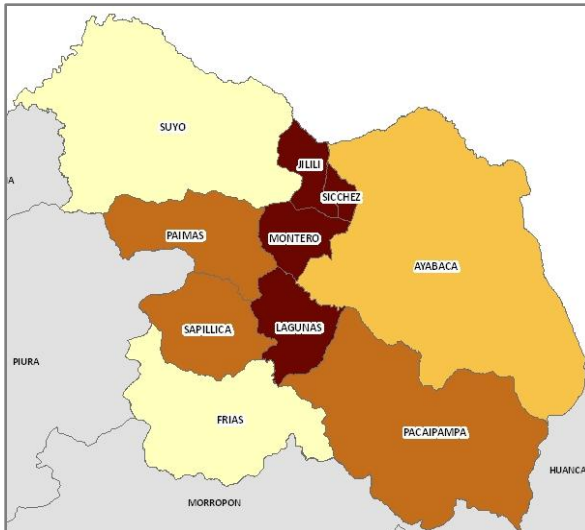 SUYO
JILILI
SICCHEZ
PAIMAS
MONTERO
AYABACA
SAPILLICA
LAGUNAS
PIURA
FRIAS
PACAIPAMPA
HUANCA
MORROPON